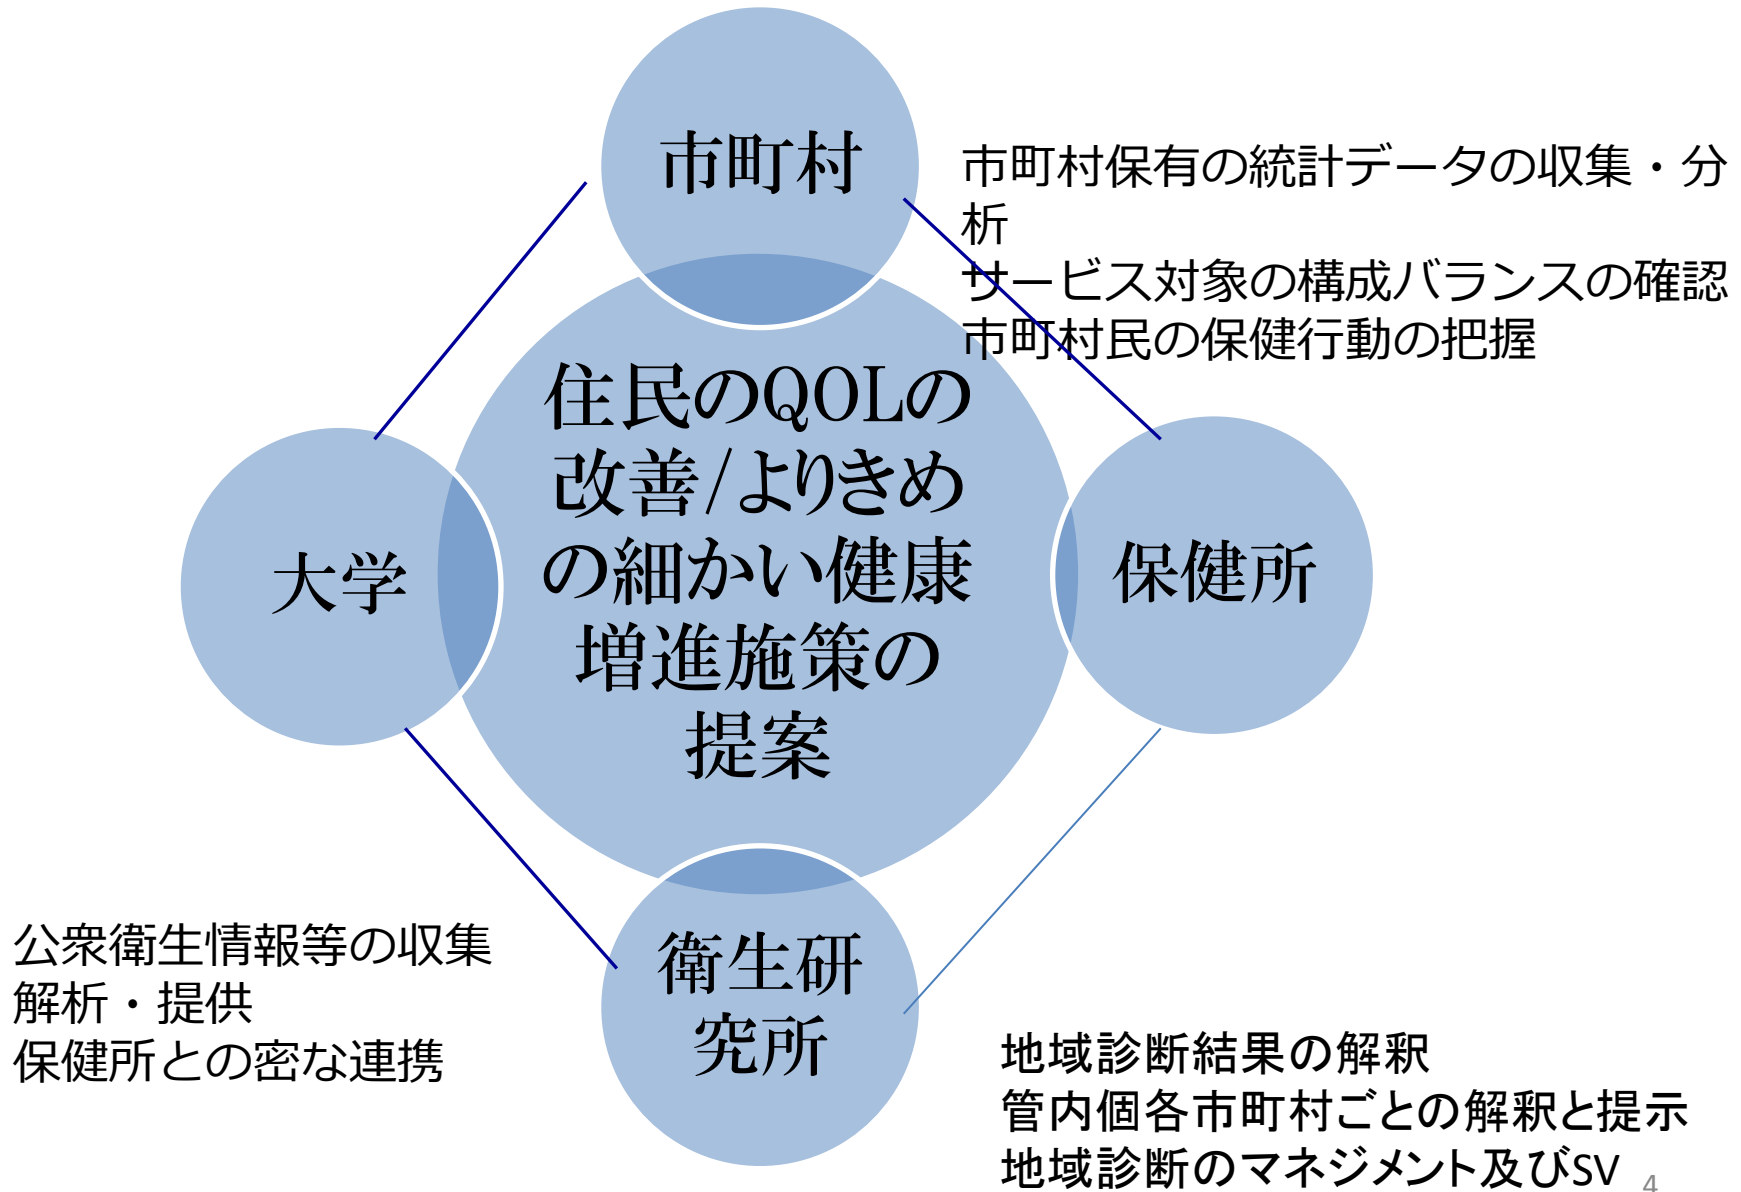 市町村
市町村保有の統計データの収集・分
析
サービス対象の構成バランスの確認
市町村民の保健行動の把握
住民のQOLの
改善/よりきめ
の細かい健康
増進施策の
提案
大学
保健所
衛生研
究所
公衆衛生情報等の収集
解析・提供
保健所との密な連携
地域診断結果の解釈
管内個各市町村ごとの解釈と提示
地域診断のマネジメント及びSV
4